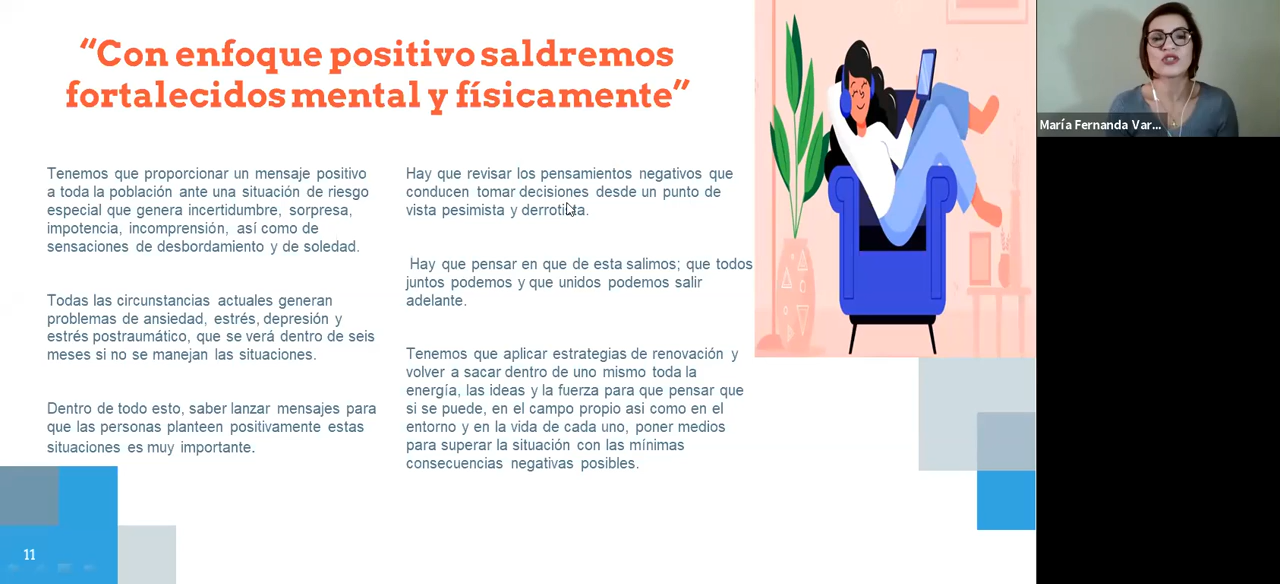 “Con enfoque positivo saldremos
fortalecidos mental y físicamente”
Tenemos que proporcionar un mensaje positivo
a toda la población ante una situación de riesgo
especial que genera incertidumbre, sorpresa,
impotencia, incomprensión, así como de
sensaciones de desbordamiento y de soledad.
Todas las circunstancias actuales generan
problemas de ansiedad, estrés, depresión y
estrés postraumático, que se verá dentro de seis
meses si no se manejan las situaciones.
Dentro de todo esto, saber lanzar mensajes para
que las personas planteen positivamente estas
situaciones es muy importante.
Hay que revisar los pensamientos negativos que
conducen tomar decisiones desde un punto de
vista pesimista y derrotista.
Hay que pensar en que de esta salimos; que todos
juntos podemos y que unidos podemos salir
adelante.
Tenemos que aplicar estrategias de renovación y
volver a sacar dentro de uno mismo toda la
energía, las ideas y la fuerza para que pensar que
si se puede, en el campo propio asi como en el
entorno y en la vida de cada uno, poner medios
para superar la situación con las mínimas
consecuencias negativas posibles.
María Fernanda Var...
11